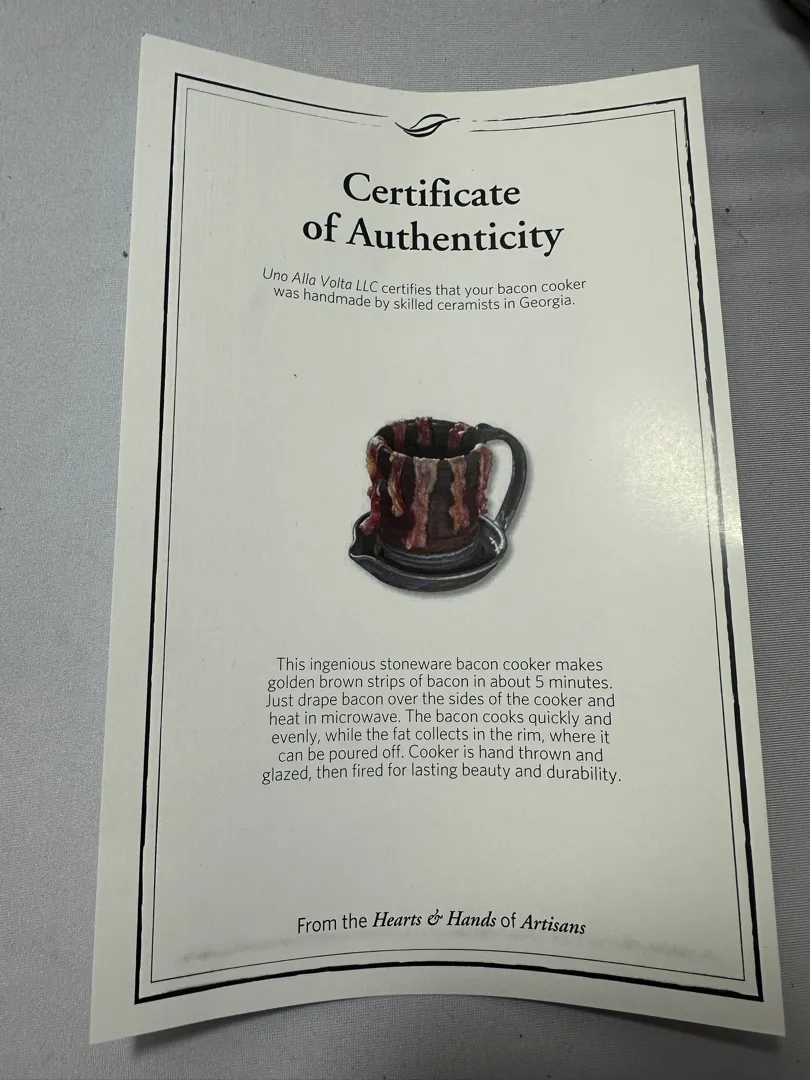 Certificate
of Authenticity
Uno Alla Volta LLC certifies that your bacon cooker
was handmade by skilled ceramists in Georgia.
This ingenious stoneware bacon cooker makes
golden brown strips of bacon in about 5 minutes.
Just drape bacon over the sides of the cooker and
heat in microwave. The bacon cooks quickly and
evenly, while the fat collects in the rim, where it
can be poured off. Cooker is hand thrown and
glazed, then fired for lasting beauty and durability.
From the Hearts & Hands of Artisans